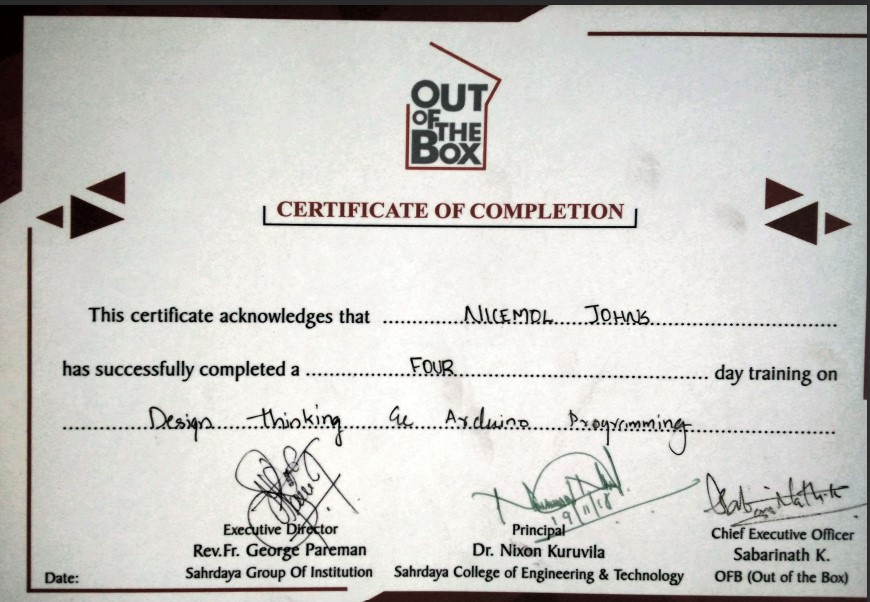 OUT
OF THE
BOX
CERTIFICATE OF COMPLETION
This certificate acknowledges that NICEMOL JOHNS
has successfully completed a FOUR day training on
Design thinking & Arduino Programming
19/11/18
Executive Director
Rev.Fr. George Pareman
Sahrdaya Group Of Institution
Principal
Dr. Nixon Kuruvila
Sahrdaya College of Engineering & Technology
Chief Executive Officer
Sabarinath K.
OFB (Out of the Box)
Date: